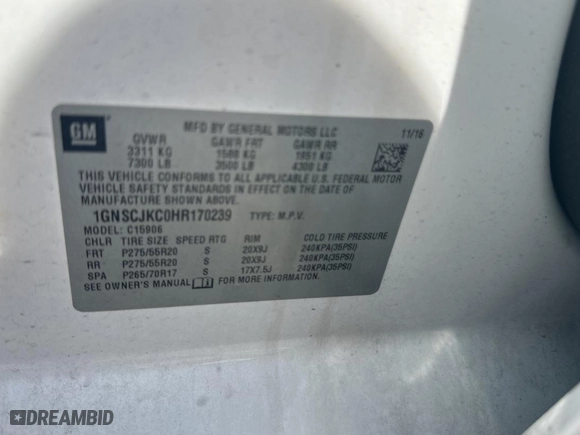 GM
MFD BY GENERAL MOTORS LLC
11/16
GVWR GAWR FRT GAWR RR
3311 KG 1588 KG 1951 KG
7300 LB 3500 LB 4300 LB
THIS VEHICLE CONFORMS TO ALL APPLICABLE U.S. FEDERAL MOTOR
VEHICLE SAFETY BUMPER, AND THEFT PREVENTION STANDARDS IN EFFECT ON THE DATE OF
MANUFACTURE SHOWN ABOVE.
1GNSCJKC0HR170239 TYPE: M.P.V.
MODEL: C15906
CHLR TIRE SIZE SPEED RTG RIM COLD TIRE PRESSURE
FRT P275/55R20 S 20X9J 240KPA(35PSI)
RR P275/55R20 S 20X9J 240KPA(35PSI)
SPA P265/70R17 S 17X7.5J 240KPA(35PSI)
SEE OWNER'S MANUAL FOR MORE INFORMATION.
DREAMBID